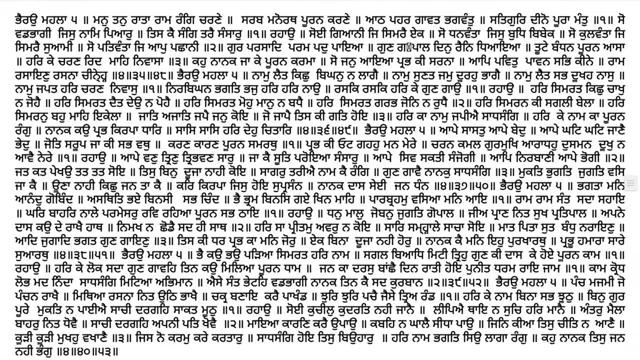 ਭੈਰਉ ਮਹਲਾ ੫ ॥ ਮਨੁ ਤਨੁ ਰਾਤਾ ਰਾਮ ਰੰਗਿ ਚਰਣੇ ॥ ਸਰਬ ਮਨੋਰਥ ਪੂਰਨ ਕਰਣੇ ॥ ਆਠ ਪਹਰ ਗਾਵਤ ਭਗਵੰਤੁ ॥ ਸਤਿਗੁਰਿ ਦੀਨੋ ਪੂਰਾ ਮੰਤੁ ॥੧॥ ਸੋ
ਵਡਭਾਗੀ ਜਿਸੁ ਨਾਮਿ ਪਿਆਰੁ ॥ ਤਿਸ ਕੈ ਸੰਗਿ ਤਰੈ ਸੰਸਾਰੁ ॥੧॥ ਰਹਾਉ ॥ ਸੋਈ ਗਿਆਨੀ ਜਿ ਸਿਮਰੈ ਏਕ ॥ ਸੋ ਧਨਵੰਤਾ ਜਿਸੁ ਬੁਧਿ ਬਿਬੇਕ ॥ ਸੋ ਕੁਲਵੰਤਾ ਜਿ
ਸਿਮਰੈ ਸੁਆਮੀ ॥ ਸੋ ਪਤਿਵੰਤਾ ਜਿ ਆਪੁ ਪਛਾਨੀ ॥੨॥ ਗੁਰ ਪਰਸਾਦਿ ਪਰਮ ਪਦੁ ਪਾਇਆ ॥ ਗੁਣ ਗੋਪਾਲ ਦਿਨੁ ਰੈਨਿ ਧਿਆਇਆ ॥ ਤੂਟੇ ਬੰਧਨ ਪੂਰਨ ਆਸਾ
॥ ਹਰਿ ਕੇ ਚਰਣ ਰਿਦ ਮਾਹਿ ਨਿਵਾਸਾ ॥੩॥ ਕਹੁ ਨਾਨਕ ਜਾ ਕੇ ਪੂਰਨ ਕਰਮਾ ॥ ਸੋ ਜਨੁ ਆਇਆ ਪ੍ਰਭ ਕੀ ਸਰਨਾ ॥ ਆਪਿ ਪਵਿਤੁ ਪਾਵਨ ਸਭਿ ਕੀਨੇ ॥ ਰਾਮ
ਰਸਾਇਣੁ ਰਸਨਾ ਚੀਨ੍ਹੇ ॥੪॥੩੫॥੪੮॥ ਭੈਰਉ ਮਹਲਾ ੫ ॥ ਨਾਮੁ ਲੈਤ ਕਿਛੁ ਬਿਘਨੁ ਨ ਲਾਗੈ ॥ ਨਾਮੁ ਸੁਣਤ ਜਮੁ ਦੂਰਹੁ ਭਾਗੈ ॥ ਨਾਮੁ ਲੈਤ ਸਭ ਦੂਖਹ ਨਾਸੁ ॥
ਨਾਮੁ ਜਪਤ ਹਰਿ ਚਰਣ ਨਿਵਾਸੁ ॥੧॥ ਨਿਰਬਿਘਨ ਭਗਤਿ ਭਜੁ ਹਰਿ ਹਰਿ ਨਾਉ ॥ ਰਸਕਿ ਰਸਕਿ ਹਰਿ ਕੇ ਗੁਣ ਗਾਉ ॥੧॥ ਰਹਾਉ ॥ ਹਰਿ ਸਿਮਰਤ ਕਿਛੁ ਚਾਖੁ
ਨ ਜੋਹੈ ॥ ਹਰਿ ਸਿਮਰਤ ਦੈਤ ਦੇਉ ਨ ਪੋਹੈ ॥ ਹਰਿ ਸਿਮਰਤ ਮੋਹੁ ਮਾਨੁ ਨ ਬਧੈ ॥ ਹਰਿ ਸਿਮਰਤ ਗਰਭ ਜੋਨਿ ਨ ਰੁਧੈ ॥੨॥ ਹਰਿ ਸਿਮਰਨ ਕੀ ਸਗਲੀ ਬੇਲਾ ॥ ਹਰਿ
ਸਿਮਰਨੁ ਬਹੁ ਮਾਹਿ ਇਕੇਲਾ ॥ ਜਾਤਿ ਅਜਾਤਿ ਜਪੈ ਜਨੁ ਕੋਇ ॥ ਜੋ ਜਾਪੈ ਤਿਸ ਕੀ ਗਤਿ ਹੋਇ ॥੩॥ ਹਰਿ ਕਾ ਨਾਮੁ ਜਪੀਐ ਸਾਧਸੰਗਿ ॥ ਹਰਿ ਕੇ ਨਾਮ ਕਾ ਪੂਰਨ
ਰੰਗੁ ॥ ਨਾਨਕ ਕਉ ਪ੍ਰਭ ਕਿਰਪਾ ਧਾਰਿ ॥ ਸਾਸਿ ਸਾਸਿ ਹਰਿ ਦੇਹੁ ਚਿਤਾਰਿ ॥੪॥੩੬॥੪੯॥ ਭੈਰਉ ਮਹਲਾ ੫ ॥ ਆਪੇ ਸਾਸਤੁ ਆਪੇ ਬੇਦੁ ॥ ਆਪੇ ਘਟਿ ਘਟਿ ਜਾਣੈ
ਭੇਦੁ ॥ ਜੋਤਿ ਸਰੂਪ ਜਾ ਕੀ ਸਭ ਵਥੁ ॥ ਕਰਣ ਕਾਰਣ ਪੂਰਨ ਸਮਰਥੁ ॥੧॥ ਪ੍ਰਭ ਕੀ ਓਟ ਗਹਹੁ ਮਨ ਮੇਰੇ ॥ ਚਰਨ ਕਮਲ ਗੁਰਮੁਖਿ ਆਰਾਧਹੁ ਦੁਸਮਨ ਦੂਖੁ ਨ
ਆਵੈ ਨੇਰੇ ॥੧॥ ਰਹਾਉ ॥ ਆਪੇ ਵਣੁ ਤ੍ਰਿਣੁ ਤ੍ਰਿਭਵਣ ਸਾਰੁ ॥ ਜਾ ਕੈ ਸੂਤਿ ਪਰੋਇਆ ਸੰਸਾਰੁ ॥ ਆਪੇ ਸਿਵ ਸਕਤੀ ਸੰਜੋਗੀ ॥ ਆਪਿ ਨਿਰਬਾਣੀ ਆਪੇ ਭੋਗੀ ॥੨॥
ਜਤ ਕਤ ਪੇਖਉ ਤਤ ਤਤ ਸੋਇ ॥ ਤਿਸੁ ਬਿਨੁ ਦੂਜਾ ਨਾਹੀ ਕੋਇ ॥ ਸਾਗਰੁ ਤਰੀਐ ਨਾਮ ਕੈ ਰੰਗਿ ॥ ਗੁਣ ਗਾਵੈ ਨਾਨਕੁ ਸਾਧਸੰਗਿ ॥੩॥ ਮੁਕਤਿ ਭੁਗਤਿ ਜੁਗਤਿ ਵਸਿ
ਜਾ ਕੈ ॥ ਊਣਾ ਨਾਹੀ ਕਿਛੁ ਜਨ ਤਾ ਕੈ ॥ ਕਰਿ ਕਿਰਪਾ ਜਿਸੁ ਹੋਇ ਸੁਪ੍ਰਸੰਨ ॥ ਨਾਨਕ ਦਾਸ ਸੇਈ ਜਨ ਧੰਨ ॥੪॥੩੭॥੫੦॥ ਭੈਰਉ ਮਹਲਾ ੫ ॥ ਭਗਤਾ ਮਨਿ
ਆਨੰਦੁ ਗੋਬਿੰਦ ॥ ਅਸਥਿਤਿ ਭਏ ਬਿਨਸੀ ਸਭ ਚਿੰਦ ॥ ਭੈ ਭ੍ਰਮ ਬਿਨਸਿ ਗਏ ਖਿਨ ਮਾਹਿ ॥ ਪਾਰਬ੍ਰਹਮੁ ਵਸਿਆ ਮਨਿ ਆਇ ॥੧॥ ਰਾਮ ਰਾਮ ਸੰਤ ਸਦਾ ਸਹਾਇ
॥ ਘਰਿ ਬਾਹਰਿ ਨਾਲੇ ਪਰਮੇਸਰੁ ਰਵਿ ਰਹਿਆ ਪੂਰਨ ਸਭ ਠਾਇ ॥੧॥ ਰਹਾਉ ॥ ਧਨੁ ਮਾਲੁ ਜੋਬਨੁ ਜੁਗਤਿ ਗੋਪਾਲ ॥ ਜੀਅ ਪ੍ਰਾਣ ਨਿਤ ਸੁਖ ਪ੍ਰਤਿਪਾਲ ॥ ਅਪਨੇ
ਦਾਸ ਕਉ ਦੇ ਰਾਖੈ ਹਾਥ ॥ ਨਿਮਖ ਨ ਛੋਡੈ ਸਦ ਹੀ ਸਾਥ ॥੨॥ ਹਰਿ ਸਾ ਪ੍ਰੀਤਮੁ ਅਵਰੁ ਨ ਕੋਇ ॥ ਸਾਰਿ ਸਮ੍ਹਾਲੇ ਸਾਚਾ ਸੋਇ ॥ ਮਾਤ ਪਿਤਾ ਸੁਤ ਬੰਧੁ ਨਰਾਇਣੁ ॥
ਆਦਿ ਜੁਗਾਦਿ ਭਗਤ ਗੁਣ ਗਾਇਣੁ ॥੩॥ ਤਿਸ ਕੀ ਧਰ ਪ੍ਰਭ ਕਾ ਮਨਿ ਜੋਰੁ ॥ ਏਕ ਬਿਨਾ ਦੂਜਾ ਨਹੀ ਹੋਰੁ ॥ ਨਾਨਕ ਕੈ ਮਨਿ ਇਹੁ ਪੁਰਖਾਰਥੁ ॥ ਪ੍ਰਭੂ ਹਮਾਰਾ ਸਾਰੇ
ਸੁਆਰਥੁ ॥੪॥੩੮॥੫੧॥ ਭੈਰਉ ਮਹਲਾ ੫ ॥ ਭੈ ਕਉ ਭਉ ਪੜਿਆ ਸਿਮਰਤ ਹਰਿ ਨਾਮ ॥ ਸਗਲ ਬਿਆਧਿ ਮਿਟੀ ਤ੍ਰਿਹੁ ਗੁਣ ਕੀ ਦਾਸ ਕੇ ਹੋਏ ਪੂਰਨ ਕਾਮ ॥੧॥
ਰਹਾਉ ॥ ਹਰਿ ਕੇ ਲੋਕ ਸਦਾ ਗੁਣ ਗਾਵਹਿ ਤਿਨ ਕਉ ਮਿਲਿਆ ਪੂਰਨ ਧਾਮ ॥ ਜਨ ਕਾ ਦਰਸੁ ਬਾਂਛੈ ਦਿਨ ਰਾਤੀ ਹੋਇ ਪੁਨੀਤ ਧਰਮ ਰਾਇ ਜਾਮ ॥੧॥ ਕਾਮ ਕ੍ਰੋਧ
ਲੋਭ ਮਦ ਨਿੰਦਾ ਸਾਧਸੰਗਿ ਮਿਟਿਆ ਅਭਿਮਾਨ ॥ ਐਸੇ ਸੰਤ ਭੇਟਹਿ ਵਡਭਾਗੀ ਨਾਨਕ ਤਿਨ ਕੈ ਸਦ ਕੁਰਬਾਨ ॥੨॥੩੯॥੫੨॥ ਭੈਰਉ ਮਹਲਾ ੫ ॥ ਪੰਚ ਮਜਮੀ ਜੋ
ਪੰਚਨ ਰਾਖੈ ॥ ਮਿਥਿਆ ਰਸਨਾ ਨਿਤ ਉਠਿ ਭਾਖੈ ॥ ਚਕ੍ਰ ਬਣਾਇ ਕਰੈ ਪਾਖੰਡ ॥ ਝੁਰਿ ਝੁਰਿ ਪਚੈ ਜੈਸੇ ਤ੍ਰਿਅ ਰੰਡ ॥੧॥ ਹਰਿ ਕੇ ਨਾਮ ਬਿਨਾ ਸਭ ਝੂਠੁ ॥ ਬਿਨੁ ਗੁਰ
ਪੂਰੇ ਮੁਕਤਿ ਨ ਪਾਈਐ ਸਾਚੀ ਦਰਗਹਿ ਸਾਕਤ ਮੂਠੁ ॥੧॥ ਰਹਾਉ ॥ ਸੋਈ ਕੁਚੀਲੁ ਕੁਦਰਤਿ ਨਹੀ ਜਾਨੈ ॥ ਲੀਪਿਐ ਥਾਇ ਨ ਸੁਚਿ ਹਰਿ ਮਾਨੈ ॥ ਅੰਤਰੁ ਮੈਲਾ
ਬਾਹਰੁ ਨਿਤ ਧੋਵੈ ॥ ਸਾਚੀ ਦਰਗਹਿ ਅਪਨੀ ਪਤਿ ਖੋਵੈ ॥੨॥ ਮਾਇਆ ਕਾਰਣਿ ਕਰੈ ਉਪਾਉ ॥ ਕਬਹਿ ਨ ਘਾਲੈ ਸੀਧਾ ਪਾਉ ॥ ਜਿਨਿ ਕੀਆ ਤਿਸੁ ਚੀਤਿ ਨ ਆਣੈ ॥
ਕੂੜੀ ਕੂੜੀ ਮੁਖਹੁ ਵਖਾਣੈ ॥੩॥ ਜਿਸ ਨੋ ਕਰਮੁ ਕਰੇ ਕਰਤਾਰੁ ॥ ਸਾਧਸੰਗਿ ਹੋਇ ਤਿਸੁ ਬਿਉਹਾਰੁ ॥ ਹਰਿ ਨਾਮ ਭਗਤਿ ਸਿਉ ਲਾਗਾ ਰੰਗੁ ॥ ਕਹੁ ਨਾਨਕ ਤਿਸੁ ਜਨ
ਨਹੀ ਭੰਗੁ ॥੪॥੪੦॥੫੩॥